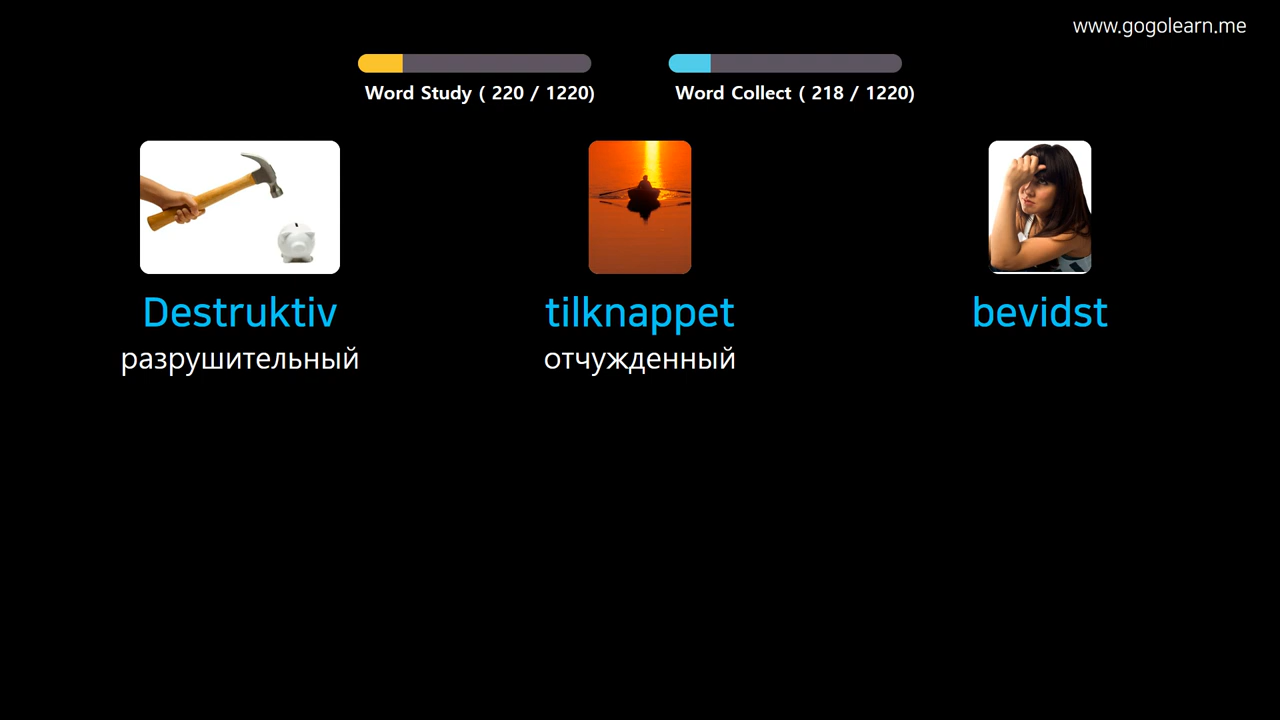 www.gogolearn.me
Word Study ( 220 / 1220)
Word Collect ( 218 / 1220)
Destruktiv
разрушительный
tilknappet
отчужденный
bevidst